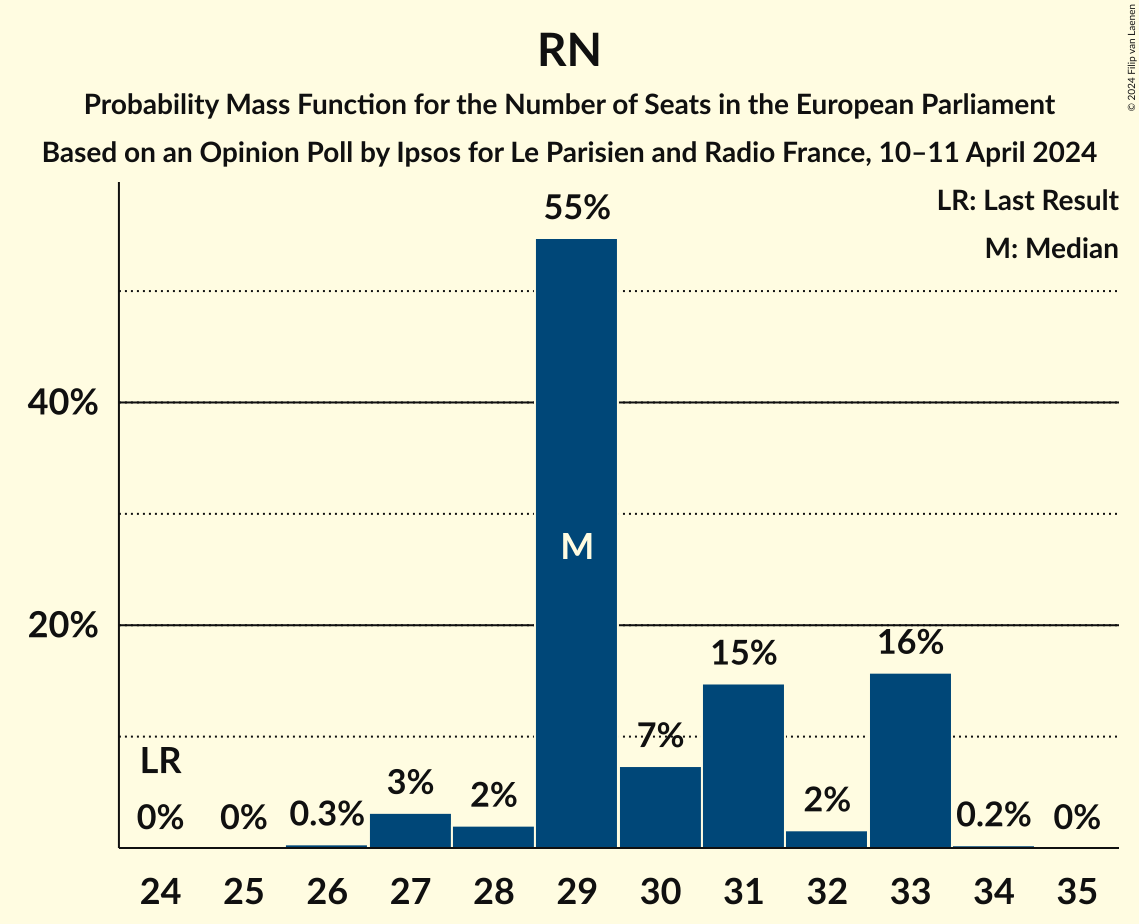 RN
Probability Mass Function for the Number of Seats in the European Parliament
Based on an Opinion Poll by Ipsos for Le Parisien and Radio France, 10–11 April 2024
© 2024 Filip van Laenen
LR: Last Result
M: Median
55%
40%
M
20%
16%
15%
7%
LR
3%
2%
2%
0%
0%
0.3%
0.2%
0%
24 25 26 27 28 29 30 31 32 33 34 35